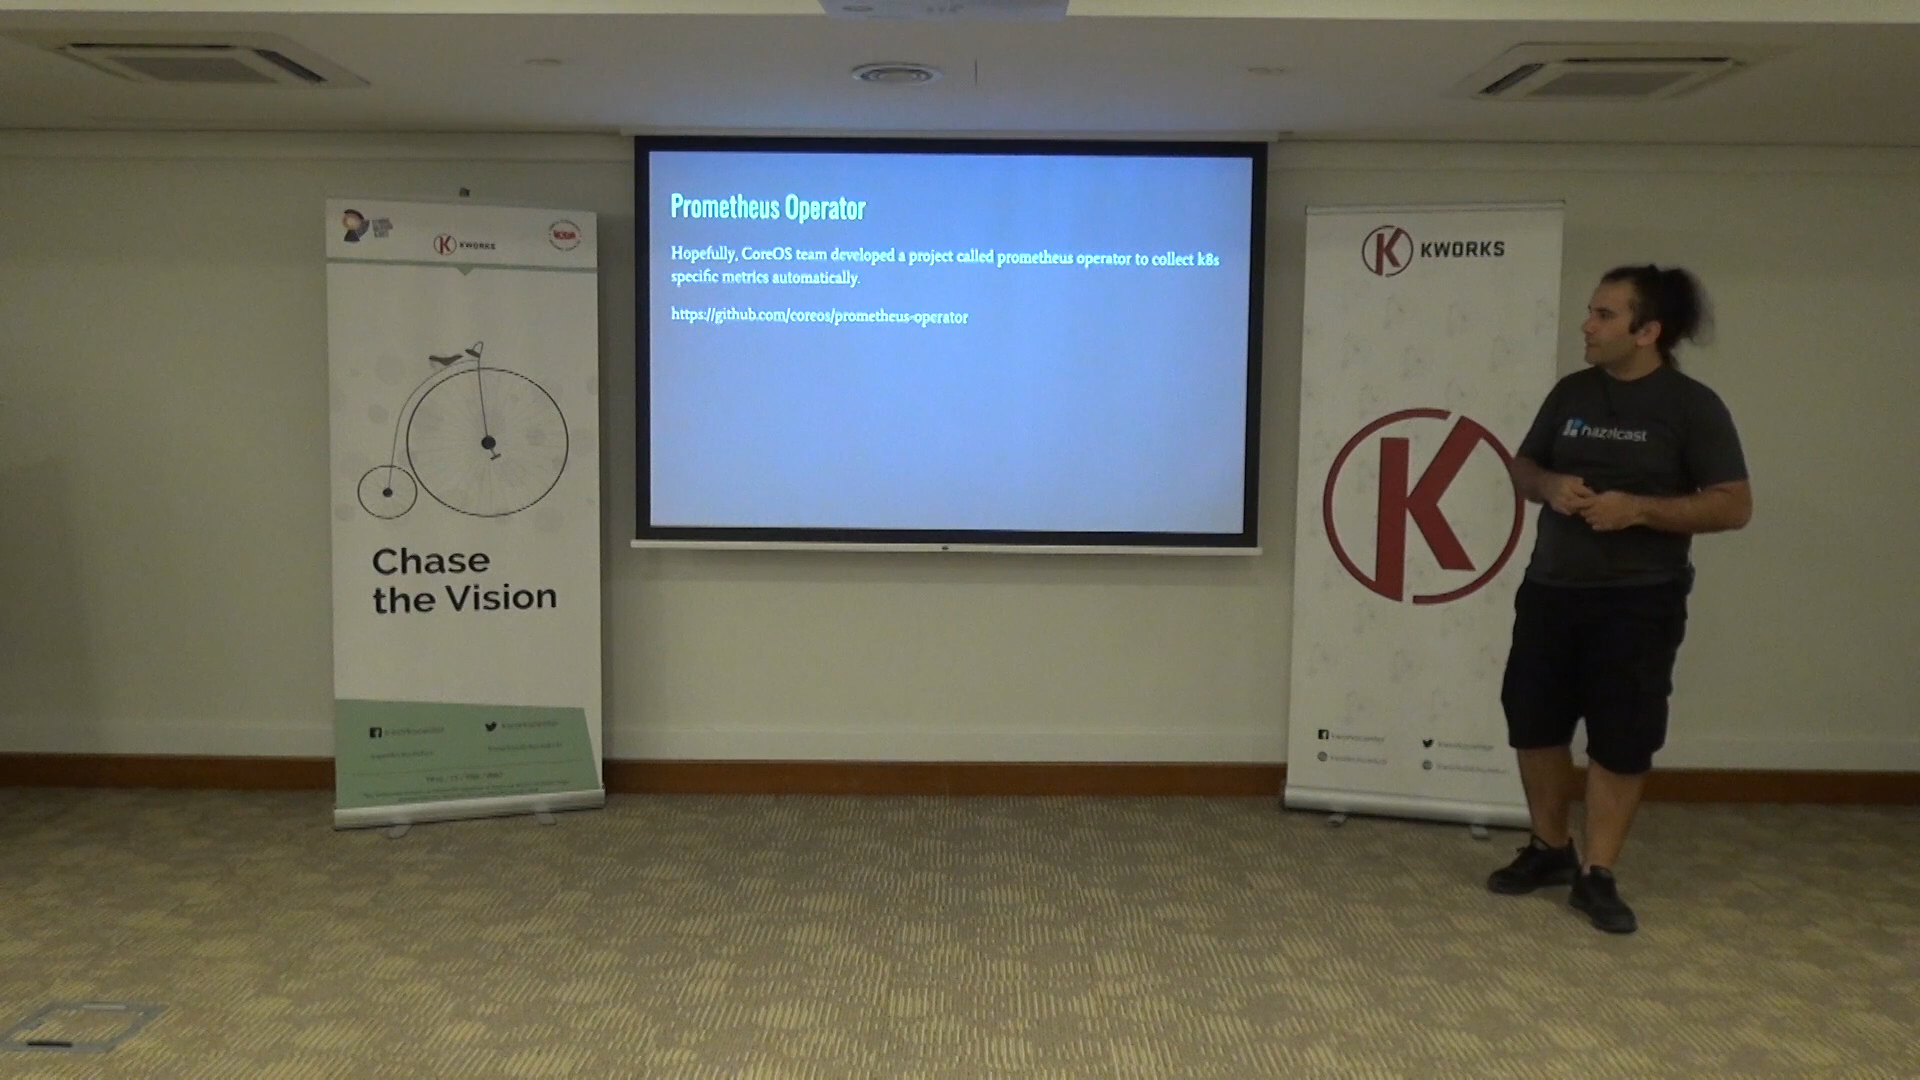 KWORKS
Chase
the Vision
Prometheus Operator
Hopefully, CoreOS team developed a project called prometheus operator to collect k8s
specific metrics automatically.
https://github.com/coreos/prometheus-operator
KWORKS
hazelcast